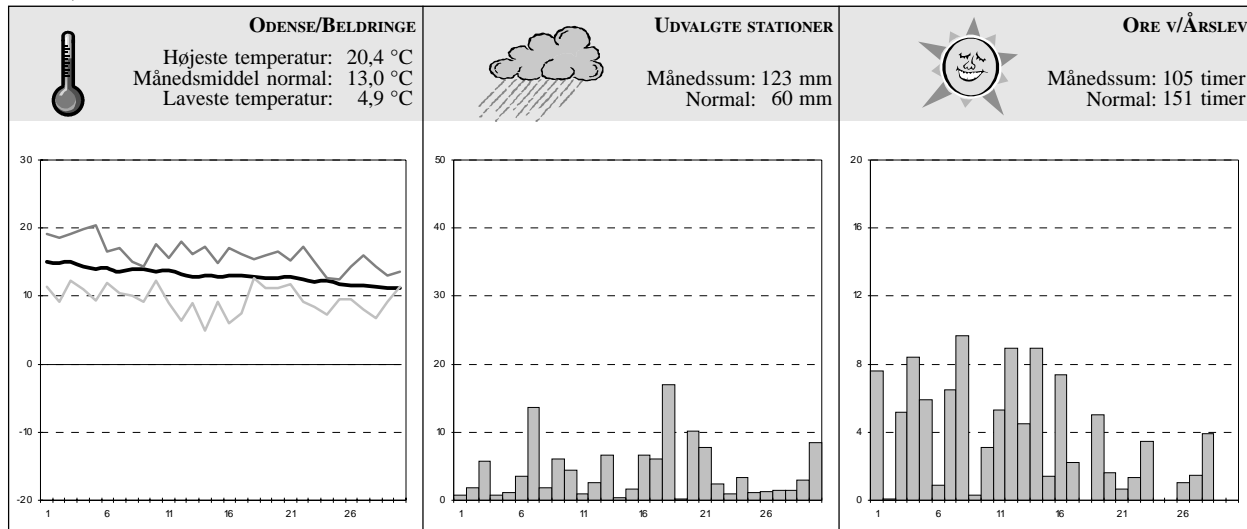 ODENSE/BELDRINGE
Højeste temperatur: 20,4 °C
Månedsmiddel normal: 13,0 °C
Laveste temperatur: 4,9 °C
30
20
10
0
-10
-20
1 6 11 16 21 26
UDVALGTE STATIONER
Månedssum: 123 mm
Normal: 60 mm
50
40
30
20
10
0
1 6 11 16 21 26
ORE V/ÅRSLEV
Månedssum: 105 timer
Normal: 151 timer
20
16
12
8
4
0
1 6 11 16 21 26